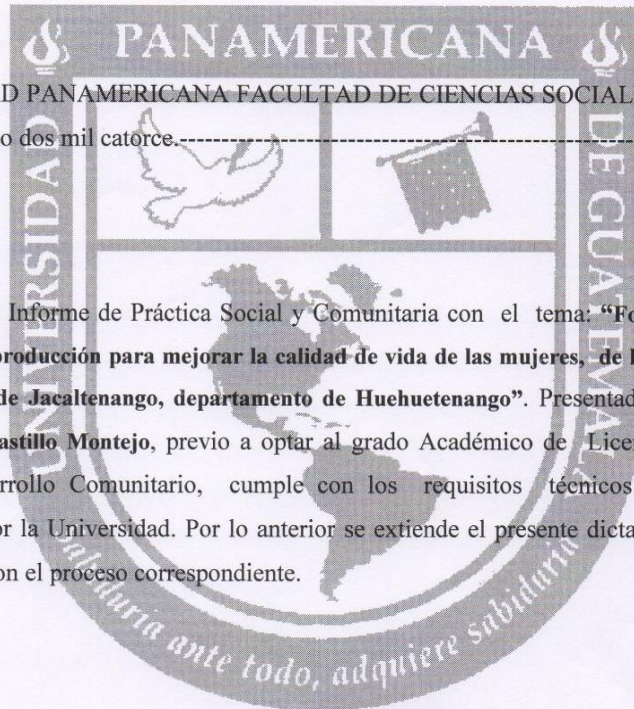 PANAMERICANA
UNIVERSIDAD
DE GUATEMALA
D PANAMERICANA FACULTAD DE CIENCIAS SOCIAL
o dos mil catorce.------------------------------------------------------------
Informe de Práctica Social y Comunitaria con el tema: “Fo
producción para mejorar la calidad de vida de las mujeres, de l
de Jacaltenango, departamento de Huehuetenango”. Presentad
astillo Montejo, previo a optar al grado Académico de Licen
rrollo Comunitario, cumple con los requisitos técnicos
or la Universidad. Por lo anterior se extiende el presente dicta
on el proceso correspondiente.
Sabiduría ante todo, adquiere sabiduría